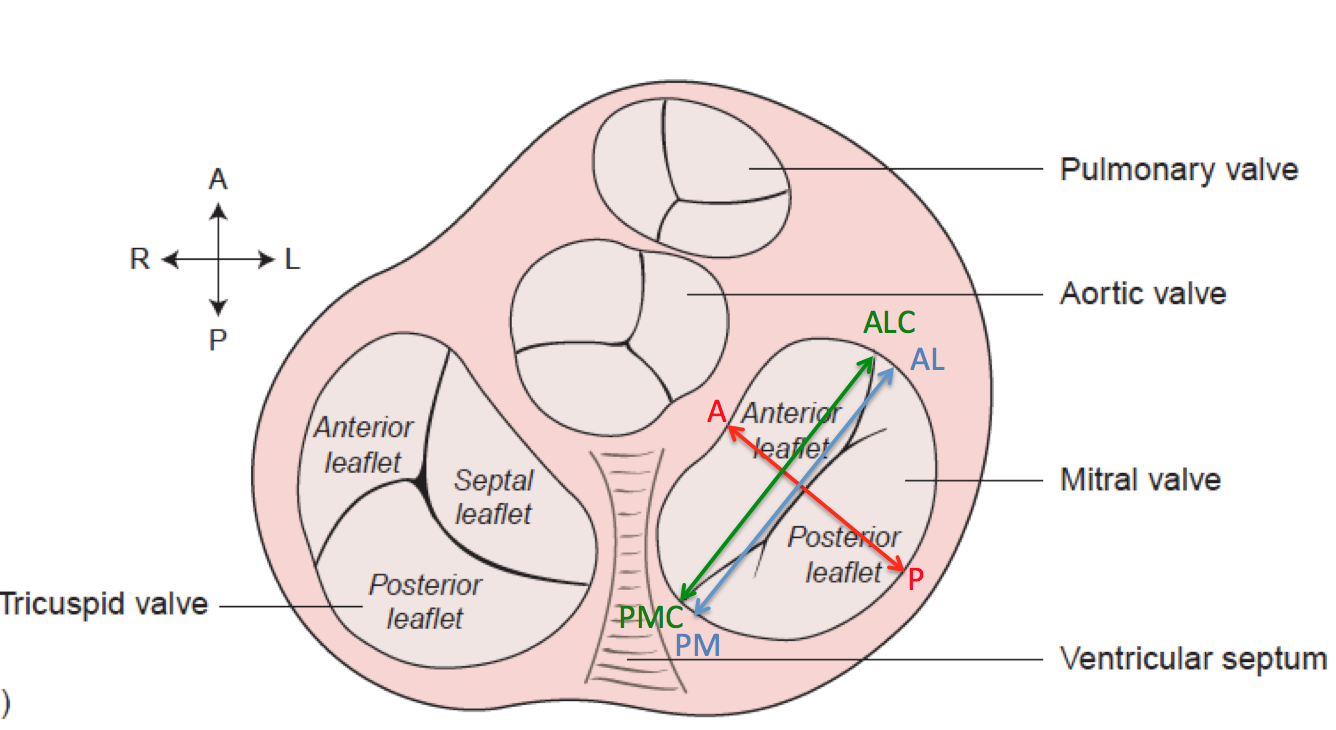 Pulmonary valve
A
R
L
P
Aortic valve
ALC
AL
A
Anterior
leaflet
Anterior
leaflet
Septal
leaflet
Mitral valve
Posterior
leaflet
P
Posterior
leaflet
Tricuspid valve
PMC
PM
Ventricular septum
)